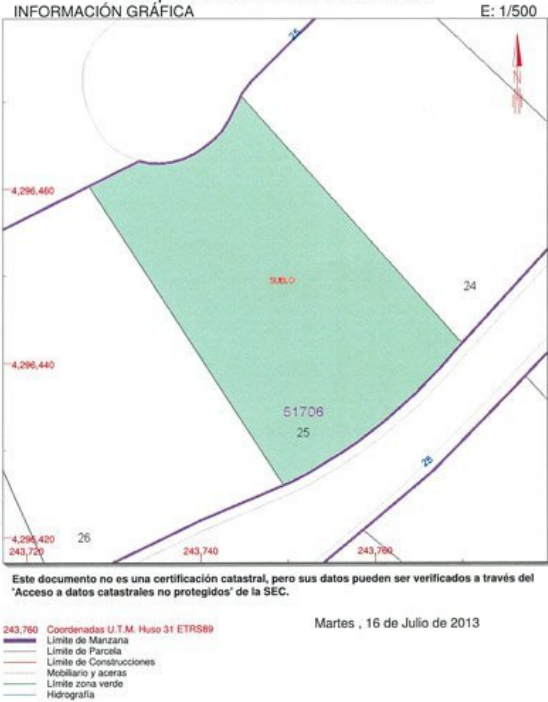 INFORMACIÓN GRÁFICA E: 1/500
25
4,296,460
SUELO
24
4,296,440
51706
25
28
26
4,296,420
243,720 243,740 243,760
Este documento no es una certificación catastral, pero sus datos pueden ser verificados a través del
"Acceso a datos catastrales no protegidos" de la SEC.
Martes , 16 de Julio de 2013
243,760 Coordenadas U.T.M. Huso 31 ETRS89
Límite de Manzana
Límite de Parcela
Límite de Construcciones
Mobiliario y aceras
Límite zona verde
Hidrografía